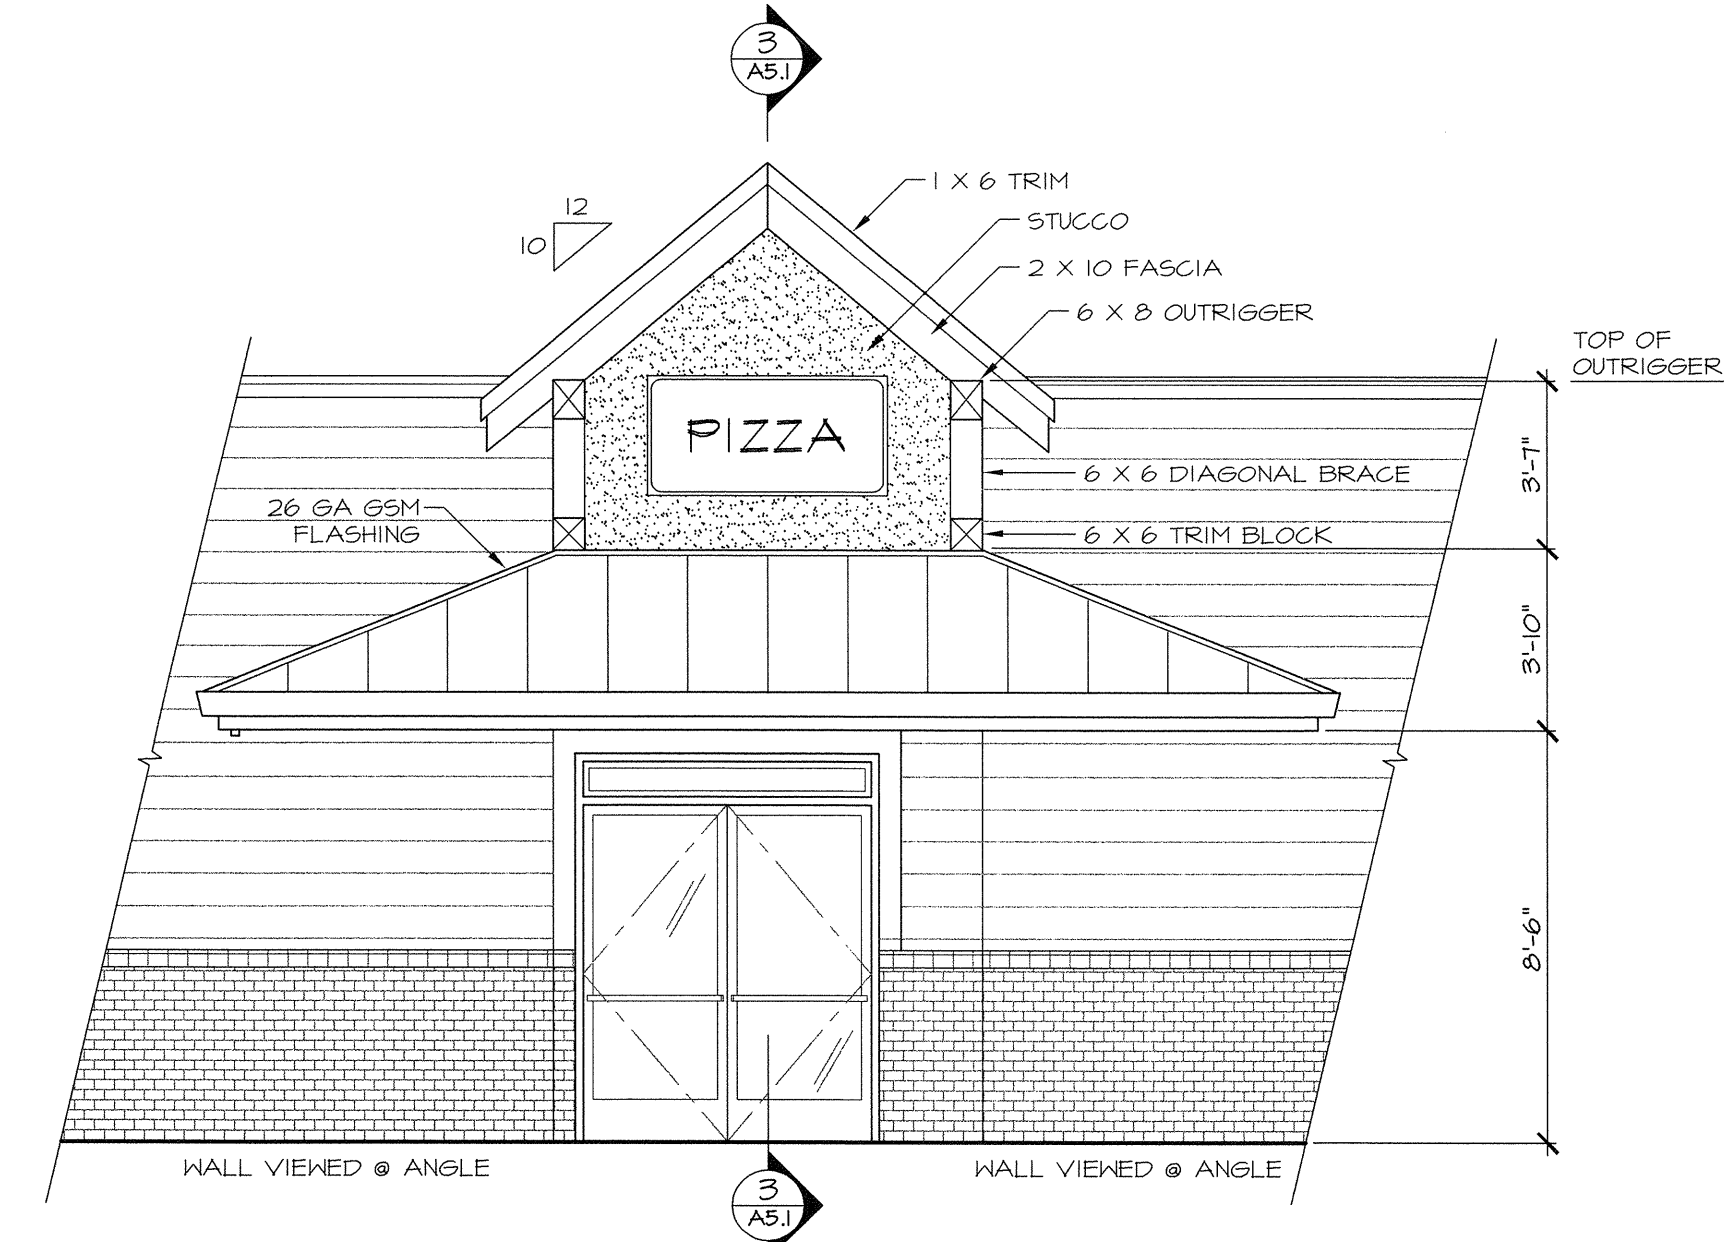 3
A5.1
1 X 6 TRIM
12
STUCCO
10
2 X 10 FASCIA
6 X 8 OUTRIGGER
TOP OF
OUTRIGGER
PIZZA
3'-7"
6 X 6 DIAGONAL BRACE
26 GA GSM
FLASHING
6 X 6 TRIM BLOCK
3'-10"
8'-6"
WALL VIEWED @ ANGLE
WALL VIEWED @ ANGLE
3
A5.1